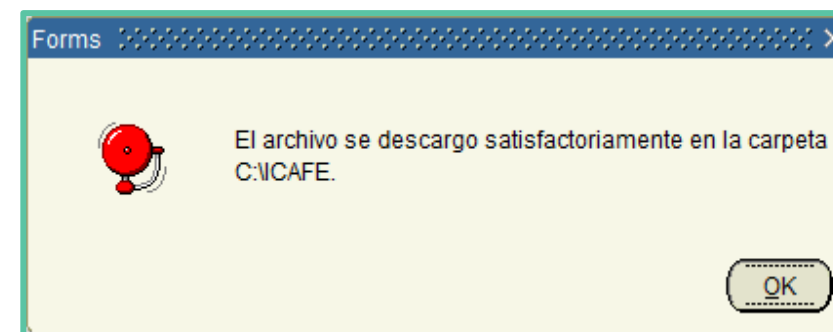 Forms
El archivo se descargo satisfactoriamente en la carpeta
C:\ICAFE.
OK